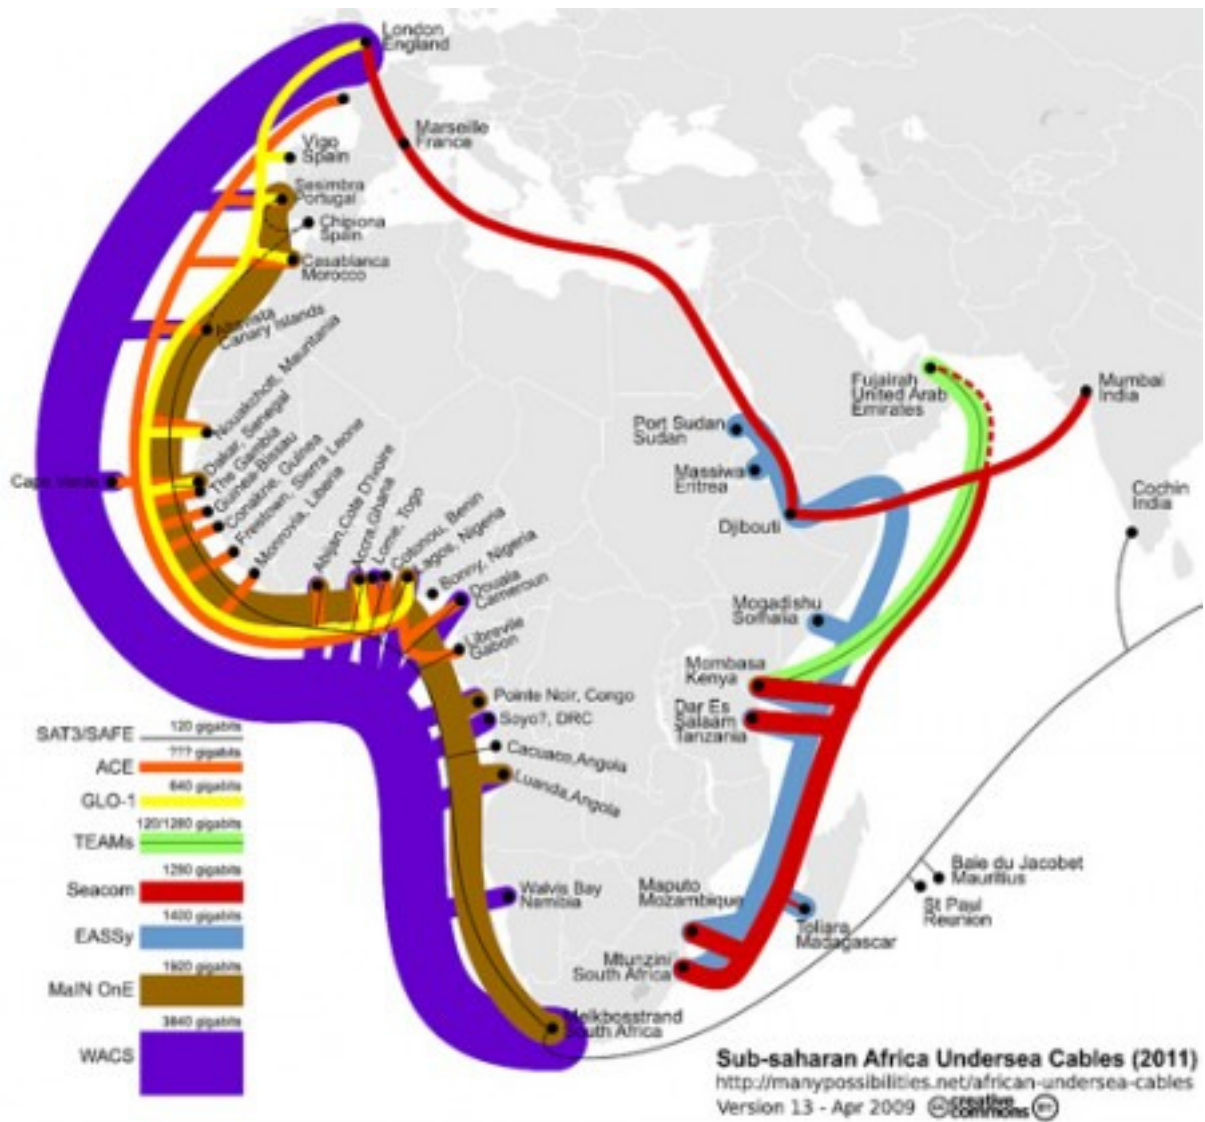 London
England
Marseille
France
Vigo
Spain
Sesimbra
Portugal
Chipiona
Spain
Casablanca
Morocco
Canary Islands
Nouakchott, Mauritania
Dakar, Senegal
The Gambia
Guinea-Bissau
Conakrie, Guinea
Freetown, Sierra Leone
Monrovia, Liberia
Cape Verde
Abijan, Cote D'Ivoire
Accra, Ghana
Lomé, Togo
Cotonou, Benin
Lagos, Nigeria
Bonny, Nigeria
Douala
Cameroun
Libreville
Gabon
Pointe Noir, Congo
Soyo?, DRC
Cacuaco, Angola
Luanda, Angola
Walvis Bay
Namibia
Melkbosstrand
South Africa
Port Sudan
Sudan
Massiwa
Eritrea
Djibouti
Fujairah
United Arab
Emirates
Mumbai
India
Cochin
India
Mogadishu
Somalia
Mombasa
Kenya
Dar Es
Salaam
Tanzania
Maputo
Mozambique
Mtunzini
South Africa
Toliara
Madagascar
Baie du Jacobet
Mauritius
St Paul
Reunion
120 gigabits
SAT3/SAFE
??? gigabits
ACE
640 gigabits
GLO-1
120/1280 gigabits
TEAMs
1280 gigabits
Seacom
1400 gigabits
EASSy
1920 gigabits
MaIN OnE
3840 gigabits
WACS
Sub-saharan Africa Undersea Cables (2011)
http://manypossibilities.net/african-undersea-cables
Version 13 - Apr 2009 cc creative commons BY